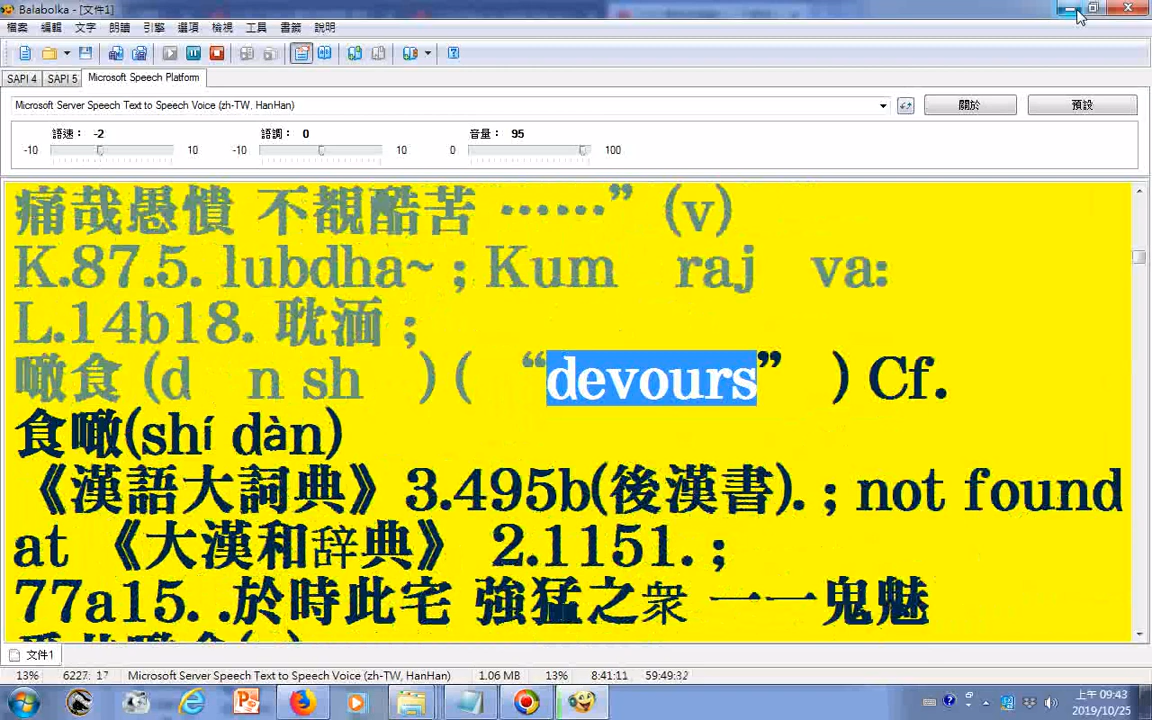 Balabolka - [文件1]
檔案 編輯 文字 朗讀 引擎 選項 檢視 工具 書籤 說明
SAPI 4 SAPI 5 Microsoft Speech Platform
Microsoft Server Speech Text to Speech Voice (zh-TW, HanHan)
關於 預設
語速： -2 語調： 0 音量： 95
-10 10 -10 10 0 100
痛哉愚憒 不覩酷苦 ……” (v)
K.87.5. lubdha~ ; Kum raj va:
L.14b18. 耽湎 ;
噉食 (d n sh ) ( “devours” ) Cf.
食噉(shí dàn)
《漢語大詞典》 3.495b(後漢書). ; not found
at 《大漢和辞典》 2.1151. ;
77a15. .於時此宅 強猛之衆 一一鬼魅
文件1
13% 6227: 17 Microsoft Server Speech Text to Speech Voice (zh-TW, HanHan) 1.06 MB 13% 8:41:11 59:49:32
上午 09:43
2019/10/25